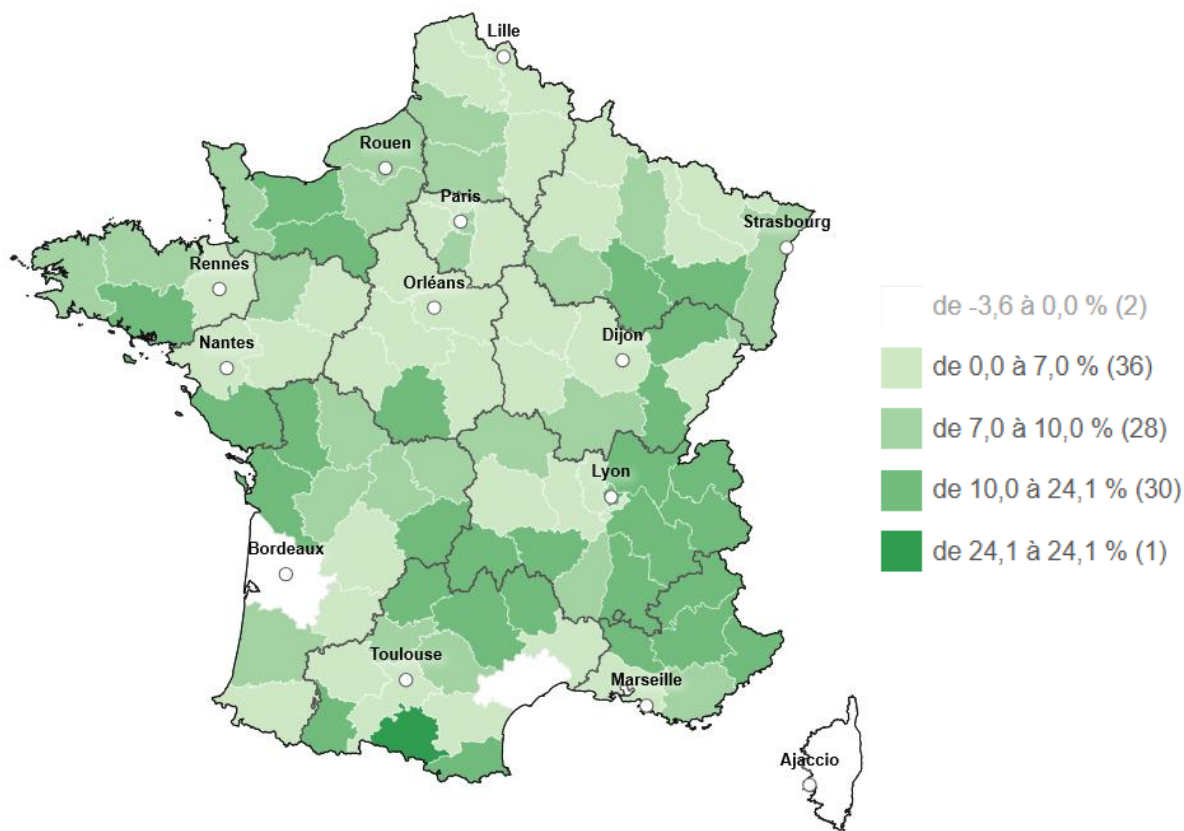 Lille
Rouen
Paris
Strasbourg
Rennes
Orléans
Nantes
Dijon
Lyon
Bordeaux
Toulouse
Marseille
Ajaccio
de -3,6 à 0,0 % (2)
de 0,0 à 7,0 % (36)
de 7,0 à 10,0 % (28)
de 10,0 à 24,1 % (30)
de 24,1 à 24,1 % (1)